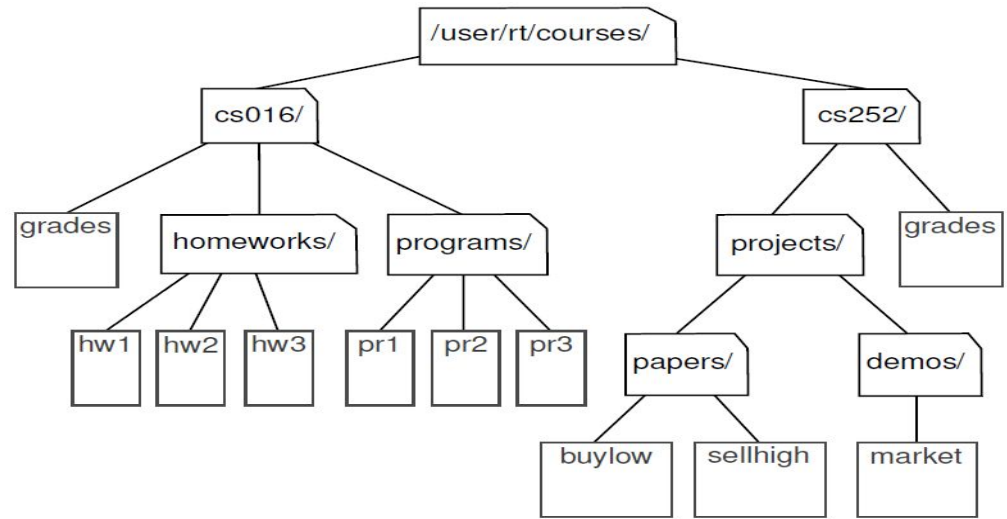 /user/rt/courses/
cs016/
cs252/
grades
homeworks/
programs/
projects/
grades
hw1
hw2
hw3
pr1
pr2
pr3
papers/
demos/
buylow
sellhigh
market